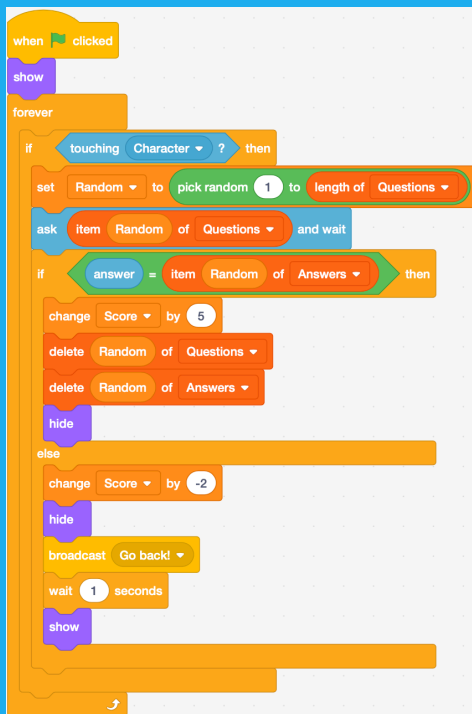 when clicked
show
forever
if touching Character ? then
set Random to pick random 1 to length of Questions
ask item Random of Questions and wait
if answer = item Random of Answers then
change Score by 5
delete Random of Questions
delete Random of Answers
hide
else
change Score by -2
hide
broadcast Go back!
wait 1 seconds
show